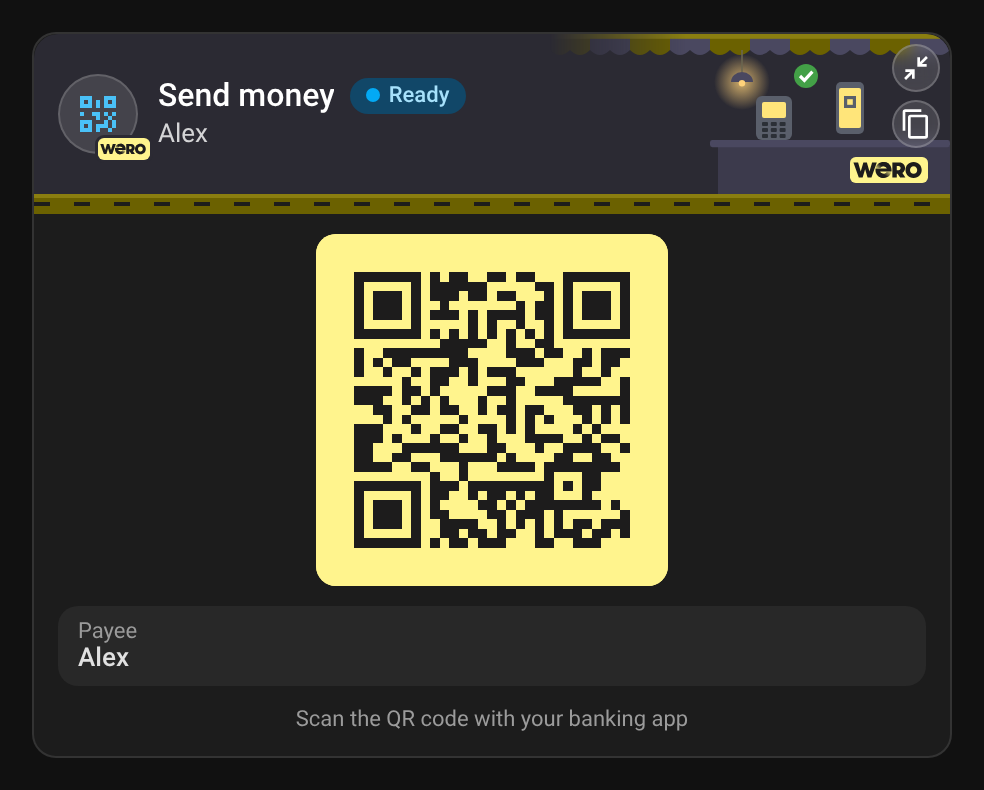 Send money
Ready
Alex
wero
wero
Payee
Alex
Scan the QR code with your banking app